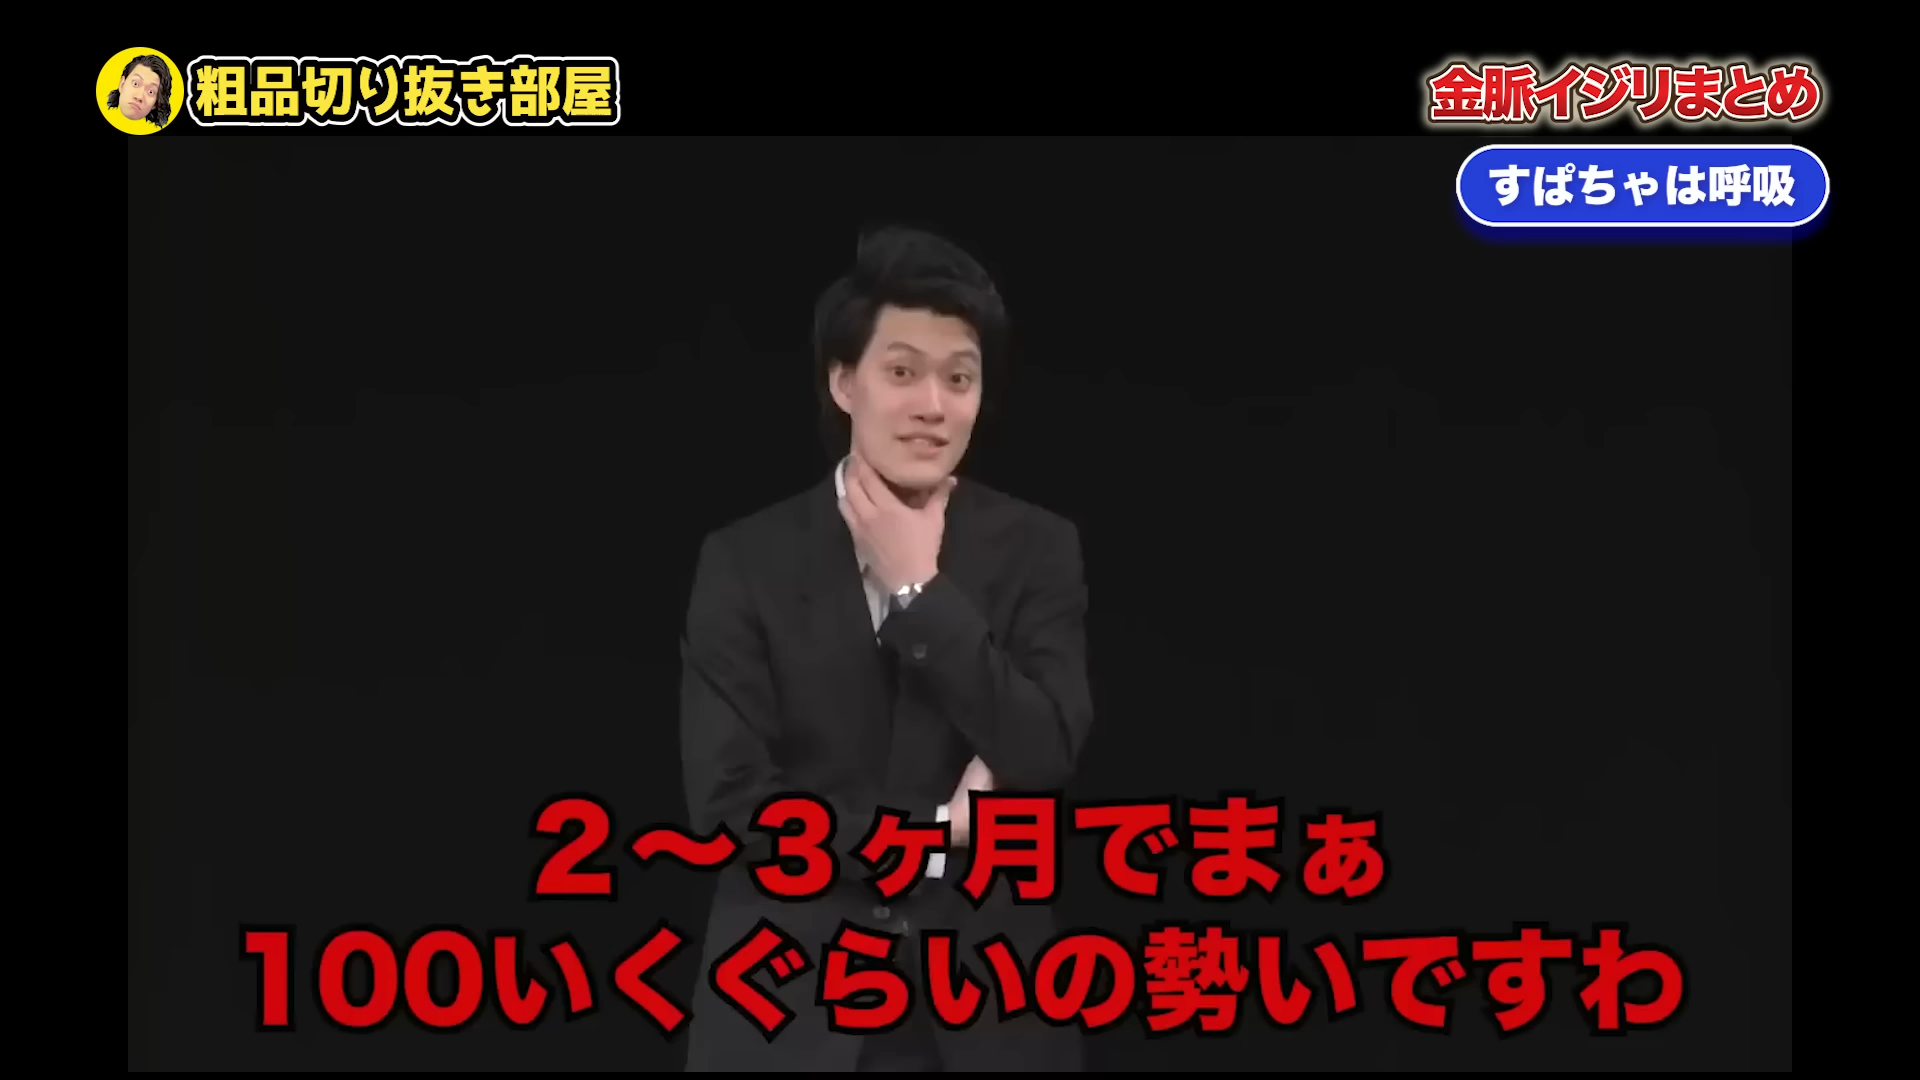 粗品切り抜き部屋
金脈イジリまとめ
すぱちゃは呼吸
２〜３ヶ月でまぁ
100いくぐらいの勢いですわ